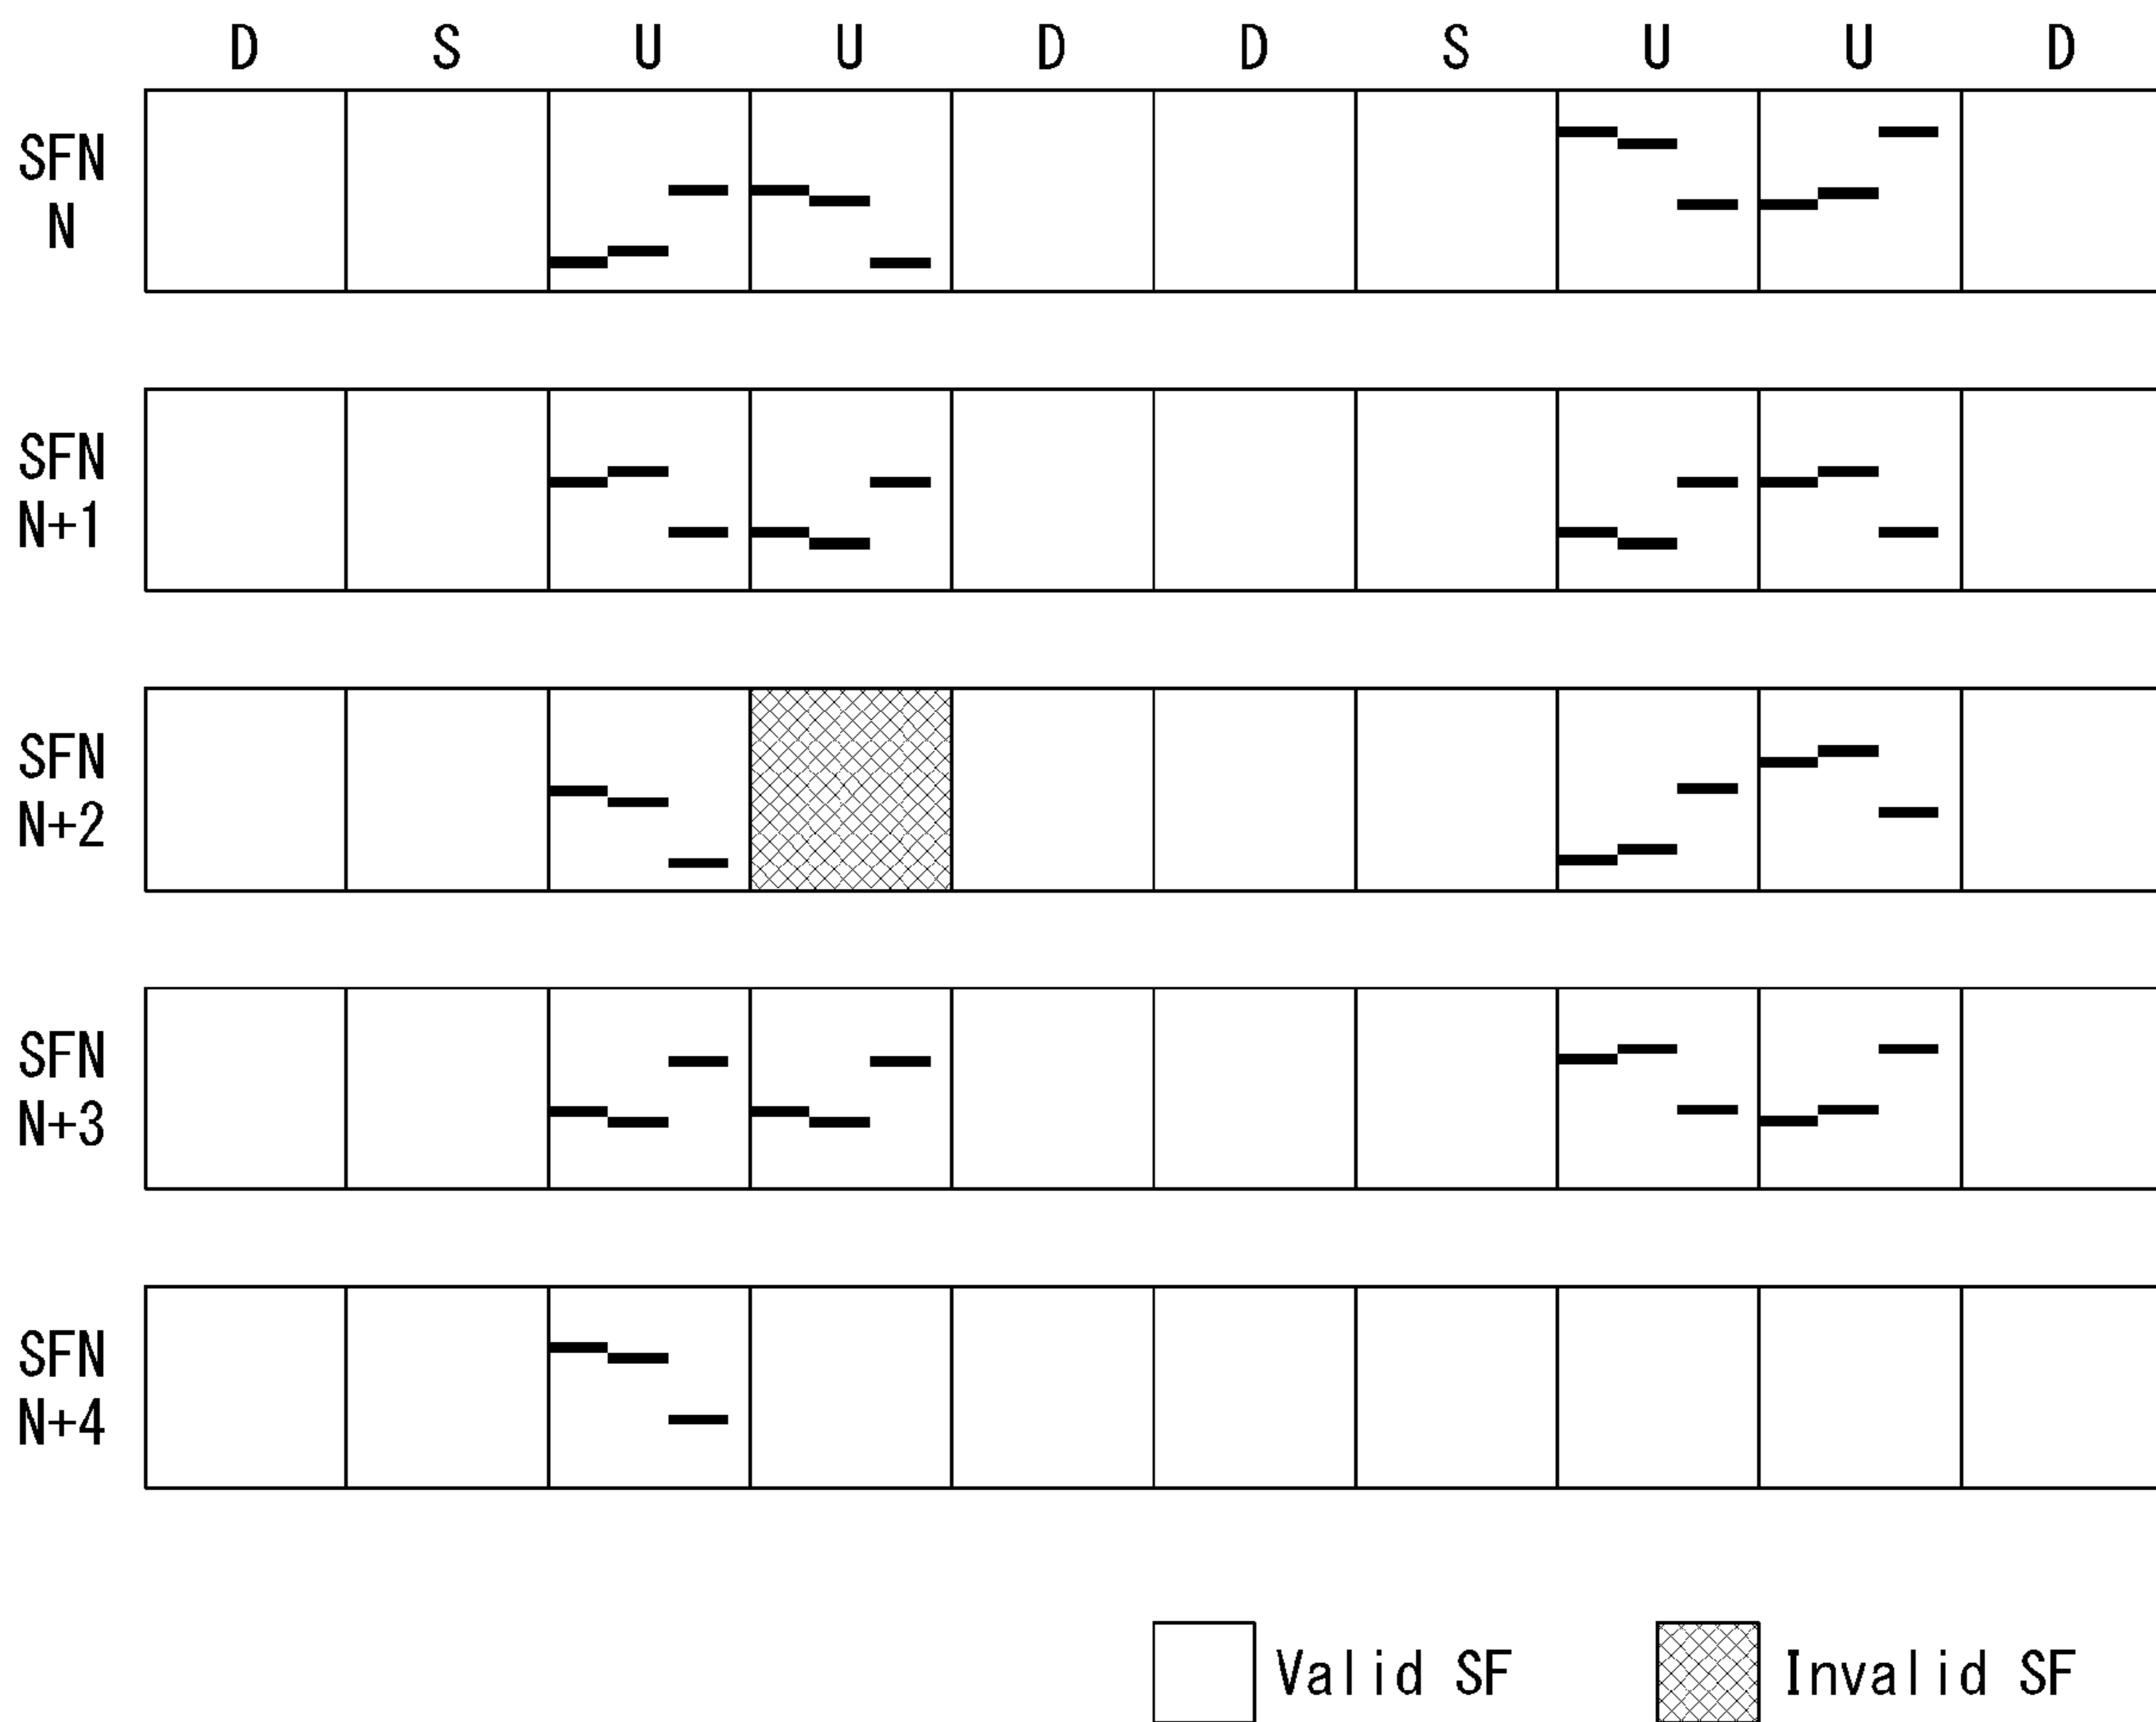 D S U U D D S U U D
SFN
N
SFN
N+1
SFN
N+2
SFN
N+3
SFN
N+4
Valid SF Invalid SF